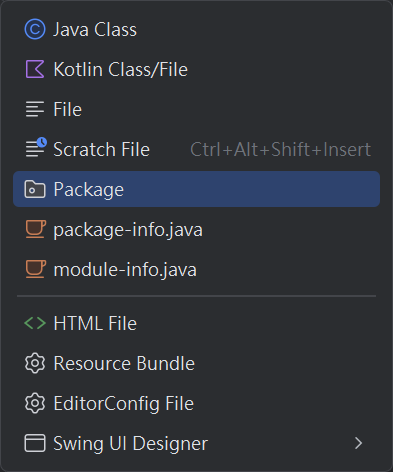 Java Class
Kotlin Class/File
File
Scratch File Ctrl+Alt+Shift+Insert
Package
package-info.java
module-info.java
HTML File
Resource Bundle
EditorConfig File
Swing UI Designer